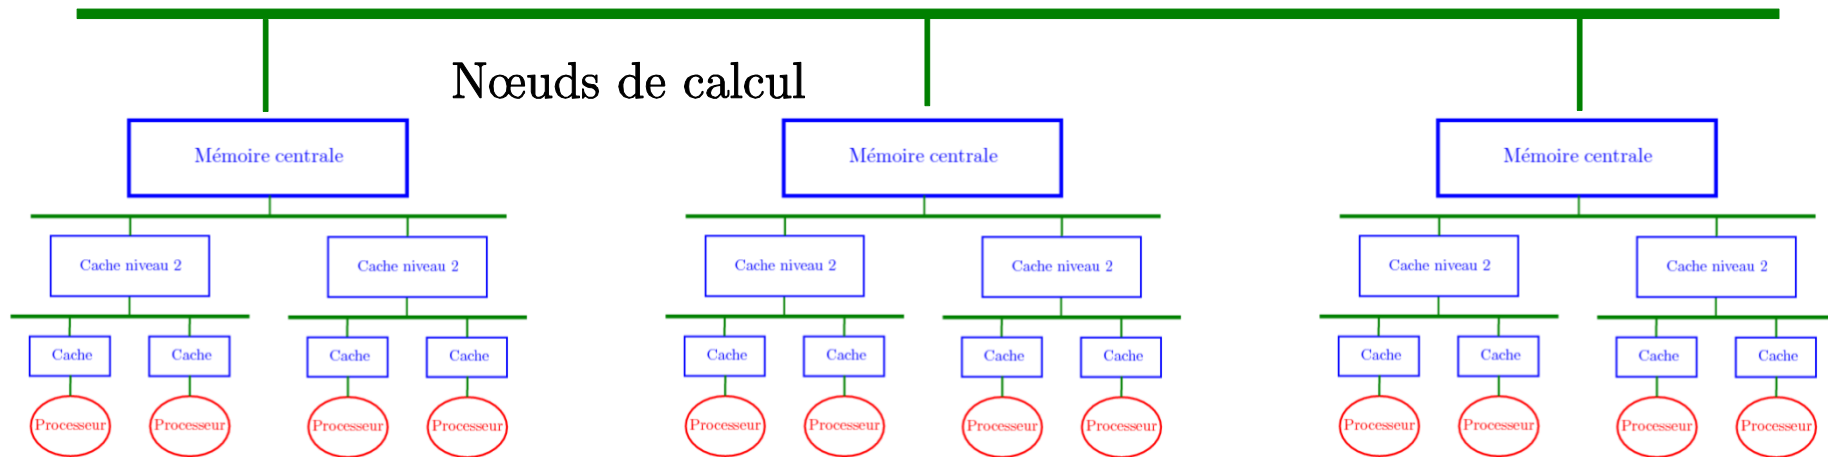 Nœuds de calcul
Mémoire centrale Mémoire centrale Mémoire centrale
Cache niveau 2 Cache niveau 2 Cache niveau 2 Cache niveau 2 Cache niveau 2 Cache niveau 2
Cache Cache Cache Cache Cache Cache Cache Cache Cache Cache Cache Cache
Processeur Processeur Processeur Processeur Processeur Processeur Processeur Processeur Processeur Processeur Processeur Processeur